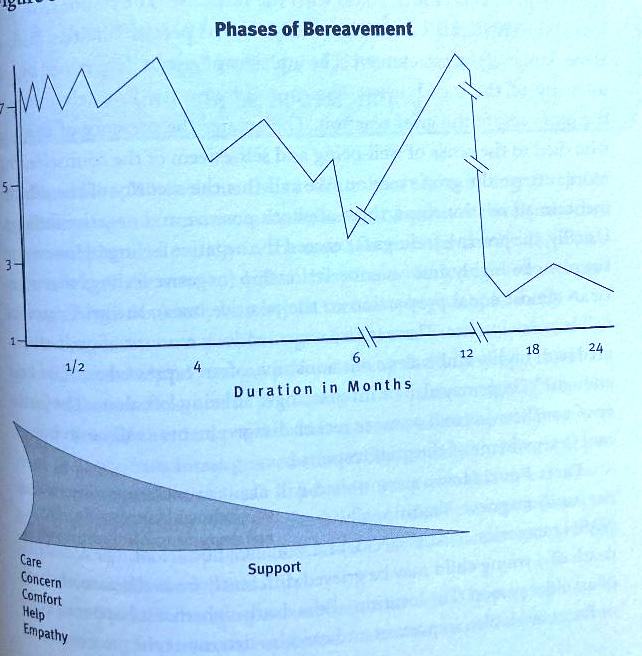 Phases of Bereavement
7
5
3
1
1/2 4 6 12 18 24
Duration in Months
Support
Care
Concern
Comfort
Help
Empathy